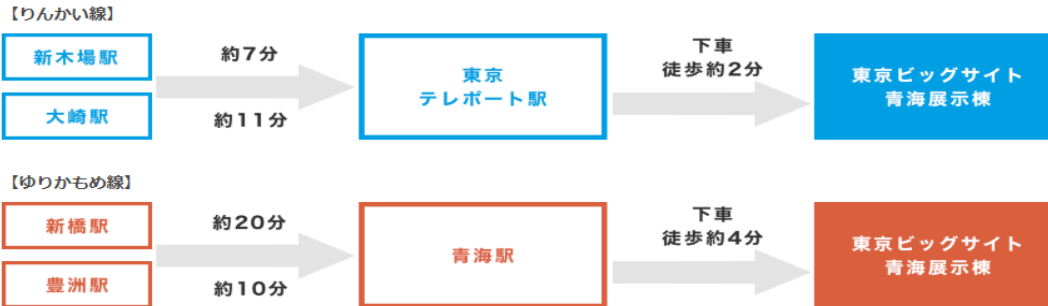 【りんかい線】
新木場駅
約7分
大崎駅
約11分
東京
テレポート駅
下車
徒歩約2分
東京ビッグサイト
青海展示棟
【ゆりかもめ線】
新橋駅
約20分
豊洲駅
約10分
青海駅
下車
徒歩約4分
東京ビッグサイト
青海展示棟